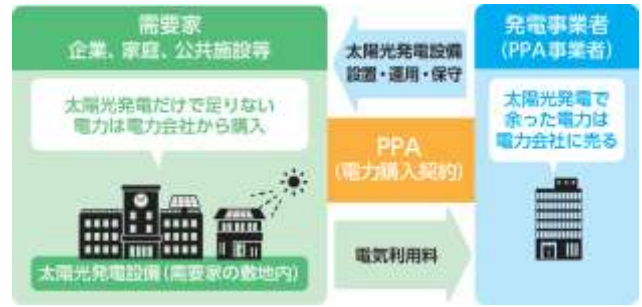 需要家
企業、家庭、公共施設等
太陽光発電だけで足りない
電力は電力会社から購入
太陽光発電設備(需要家の敷地内)
太陽光発電設備
設置・運用・保守
PPA
(電力購入契約)
電気利用料
発電事業者
(PPA事業者)
太陽光発電で
余った電力は
電力会社に売る